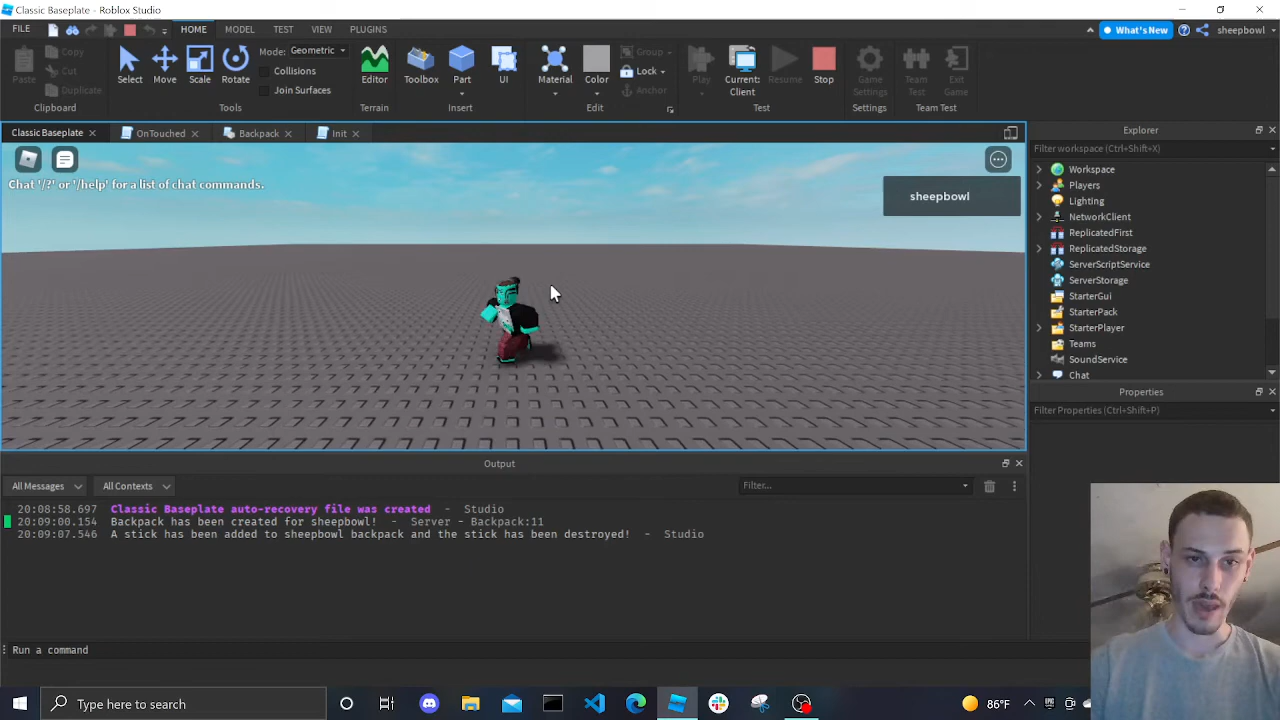 Classic Baseplate - Roblox Studio
FILE HOME MODEL TEST VIEW PLUGINS What's New sheepbowl
Paste Copy Cut Duplicate Select Move Scale Rotate Mode: Geometric Collisions Join Surfaces Editor Toolbox Part UI Material Color Group Lock Anchor Play Current: Client Resume Stop Game Settings Team Test Exit Game
Clipboard Tools Terrain Insert Edit Test Settings Team Test
Classic Baseplate OnTouched Backpack Init
Explorer
Filter workspace (Ctrl+Shift+X)
Chat '/?' or '/help' for a list of chat commands.
sheepbowl
Workspace
Players
Lighting
NetworkClient
ReplicatedFirst
ReplicatedStorage
ServerScriptService
ServerStorage
StarterGui
StarterPack
StarterPlayer
Teams
SoundService
Chat
Properties
Filter Properties (Ctrl+Shift+P)
Output
All Messages All Contexts Filter...
20:08:58.697 Classic Baseplate auto-recovery file was created - Studio
20:09:00.154 Backpack has been created for sheepbowl! - Server - Backpack:11
20:09:07.546 A stick has been added to sheepbowl backpack and the stick has been destroyed! - Studio
Run a command
Type here to search 86°F